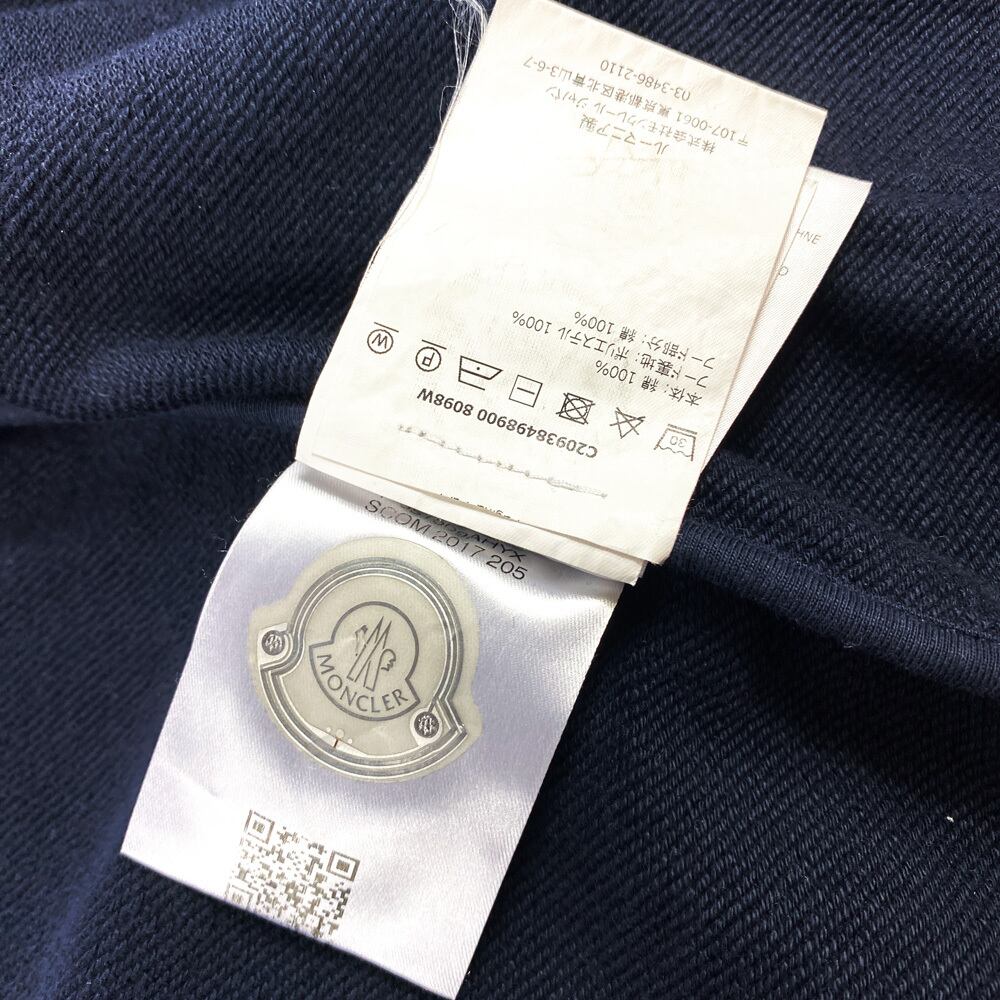 C20938498900 8098W
30
P
W
本体: 綿 100%
フード裏地: ポリエステル 100%
フード部分: 綿 100%
ルーマニア製
株式会社モンクレール ジャパン
〒107-0061 東京都港区北青山3-6-7
03-3486-2110
HNE
SCOM 2017 205
MONCLER